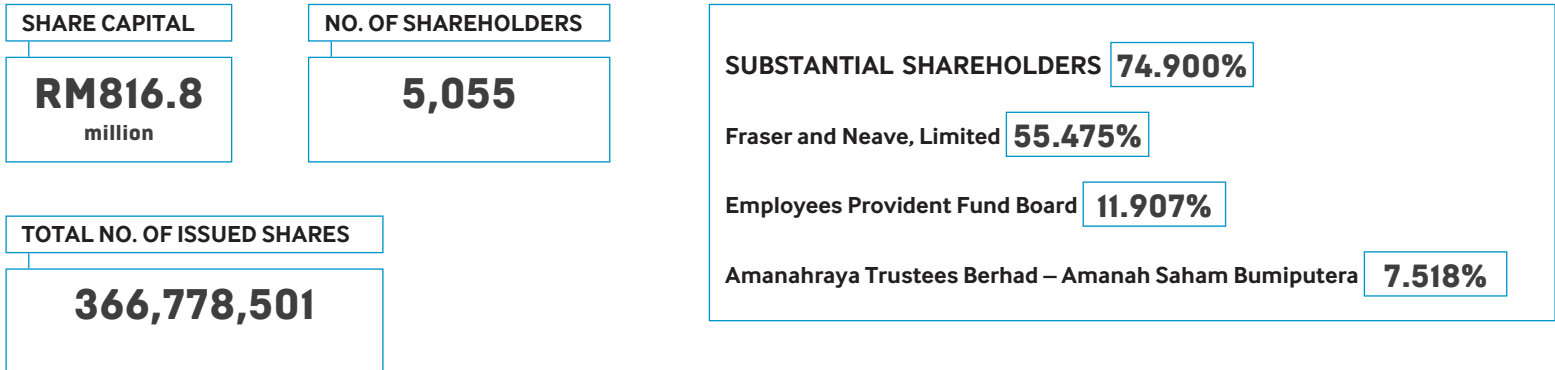 SHARE CAPITAL
RM816.8
million
NO. OF SHAREHOLDERS
5,055
TOTAL NO. OF ISSUED SHARES
366,778,501
SUBSTANTIAL SHAREHOLDERS 74.900%
Fraser and Neave, Limited 55.475%
Employees Provident Fund Board 11.907%
Amanahraya Trustees Berhad – Amanah Saham Bumiputera 7.518%